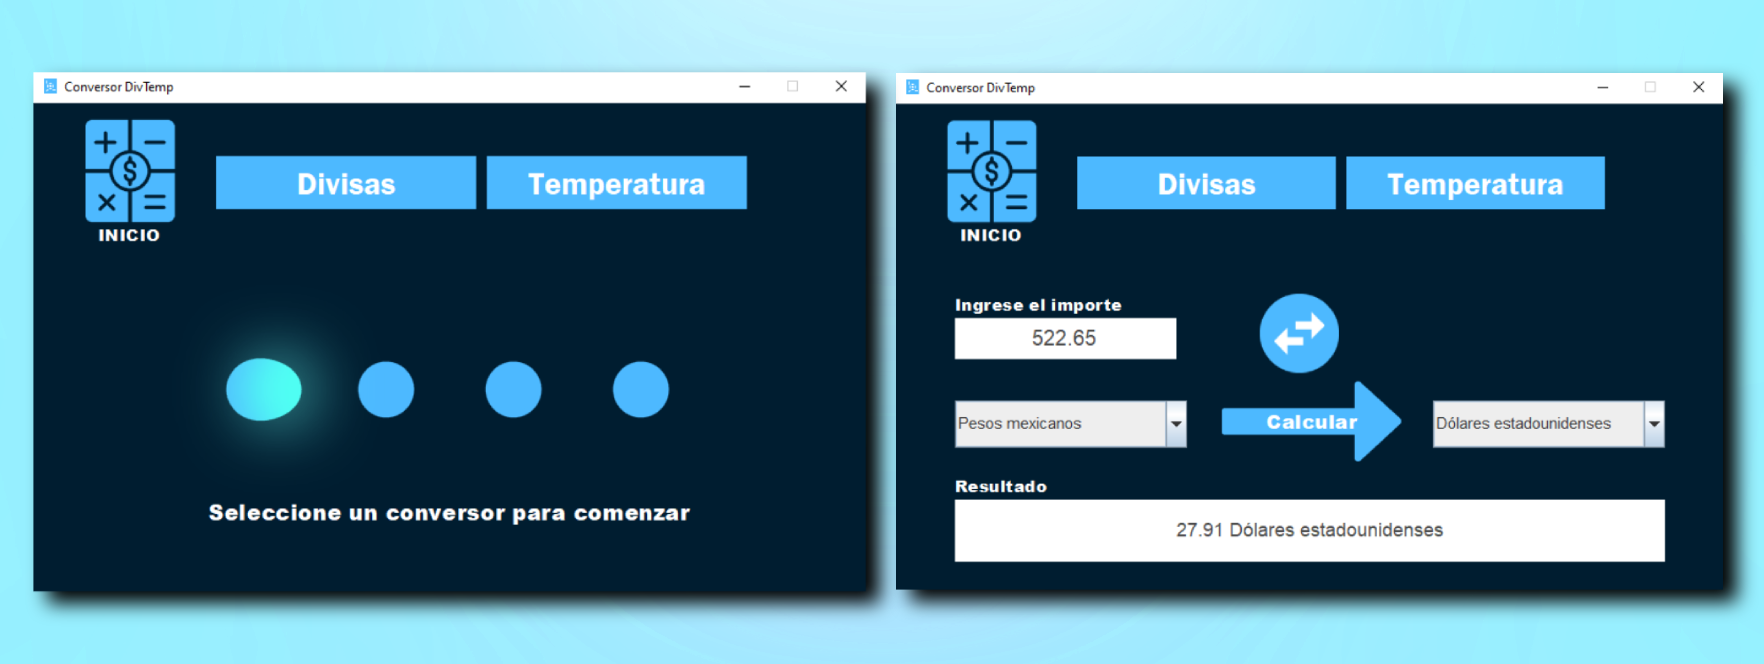 Conversor DivTemp
Divisas
Temperatura
INICIO
Seleccione un conversor para comenzar
Conversor DivTemp
Divisas
Temperatura
INICIO
Ingrese el importe
522.65
Pesos mexicanos
Calcular
Dólares estadounidenses
Resultado
27.91 Dólares estadounidenses